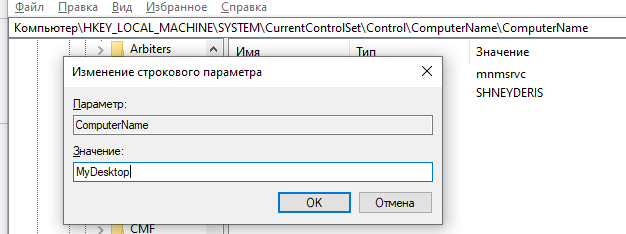 Файл Правка Вид Избранное Справка
Компьютер\HKEY_LOCAL_MACHINE\SYSTEM\CurrentControlSet\Control\ComputerName\ComputerName
Arbiters
Имя Тип Значение
Изменение строкового параметра
mnmsrvc
SHNEYDERIS
Параметр:
ComputerName
Значение:
MyDesktop
OK Отмена
CMF